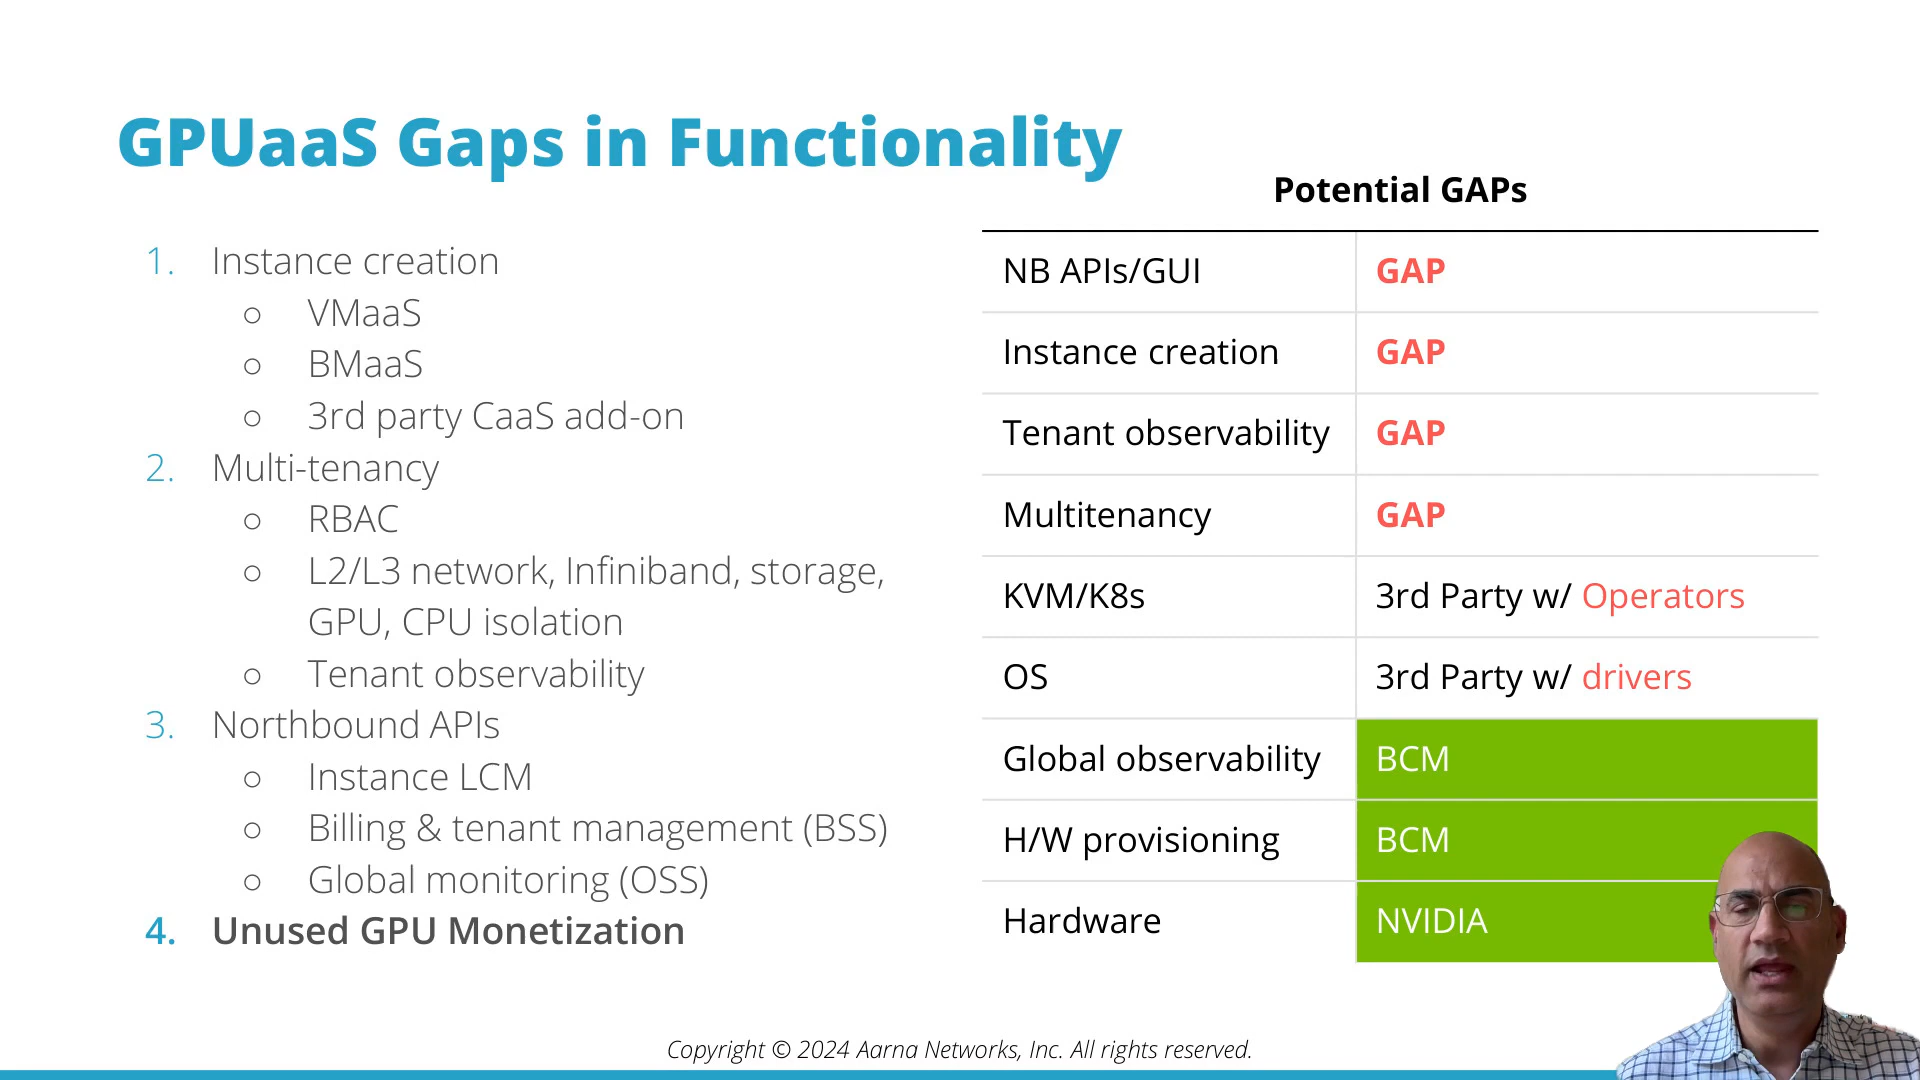 GPUaaS Gaps in Functionality
1. Instance creation
○ VMaaS
○ BMaaS
○ 3rd party CaaS add-on
2. Multi-tenancy
○ RBAC
○ L2/L3 network, Infiniband, storage,
GPU, CPU isolation
○ Tenant observability
3. Northbound APIs
○ Instance LCM
○ Billing & tenant management (BSS)
○ Global monitoring (OSS)
4. Unused GPU Monetization
Potential GAPs
NB APIs/GUI GAP
Instance creation GAP
Tenant observability GAP
Multitenancy GAP
KVM/K8s 3rd Party w/ Operators
OS 3rd Party w/ drivers
Global observability BCM
H/W provisioning BCM
Hardware NVIDIA
Copyright © 2024 Aarna Networks, Inc. All rights reserved.